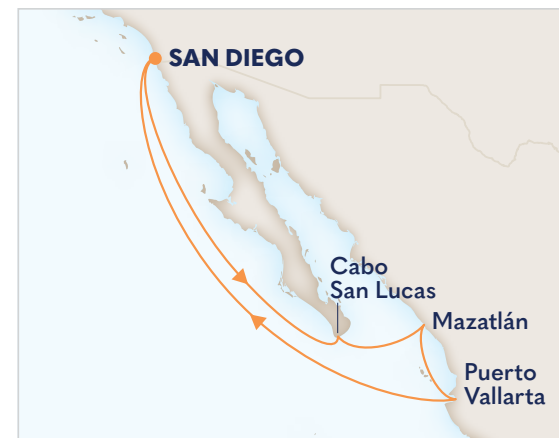 SAN DIEGO
Cabo
San Lucas
Mazatlán
Puerto
Vallarta